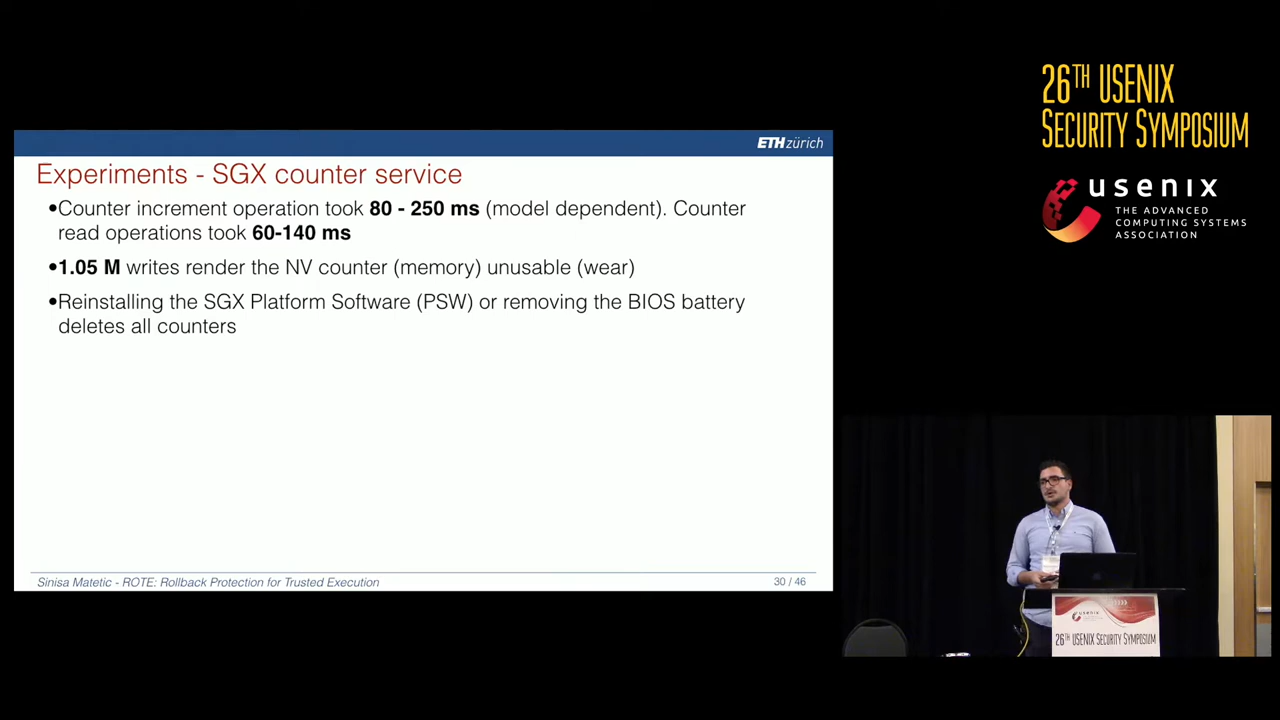 26TH USENIX
SECURITY SYMPOSIUM
usenix
THE ADVANCED
COMPUTING SYSTEMS
ASSOCIATION
ETH zürich
Experiments - SGX counter service
•Counter increment operation took 80 - 250 ms (model dependent). Counter
read operations took 60-140 ms
•1.05 M writes render the NV counter (memory) unusable (wear)
•Reinstalling the SGX Platform Software (PSW) or removing the BIOS battery
deletes all counters
Sinisa Matetic - ROTE: Rollback Protection for Trusted Execution
30 / 46
usenix
26TH USENIX SECURITY SYMPOSIUM